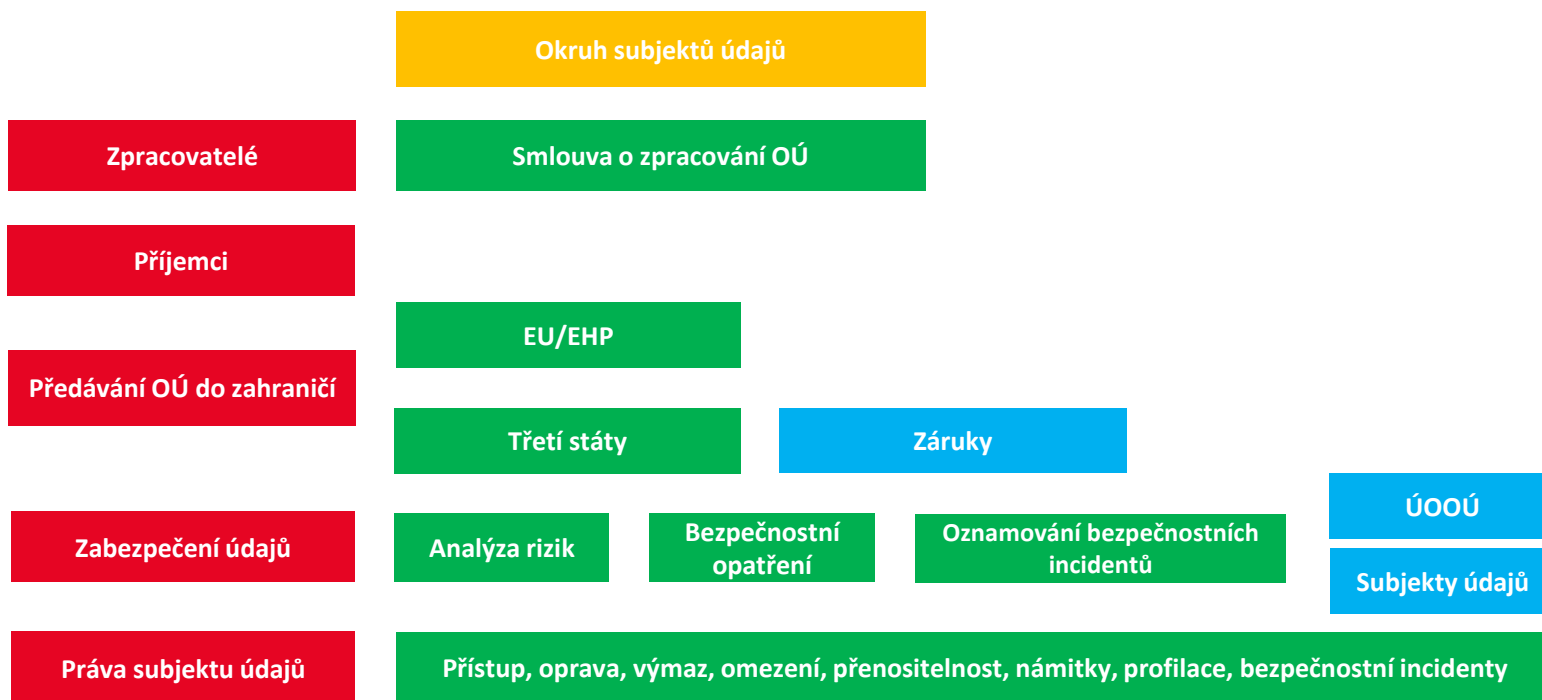 Okruh subjektů údajů
Zpracovatelé
Smlouva o zpracování OÚ
Příjemci
EU/EHP
Předávání OÚ do zahraničí
Třetí státy
Záruky
Zabezpečení údajů
Analýza rizik
Bezpečnostní
opatření
Oznamování bezpečnostních
incidentů
ÚOOÚ
Subjekty údajů
Práva subjektu údajů
Přístup, oprava, výmaz, omezení, přenositelnost, námitky, profilace, bezpečnostní incidenty